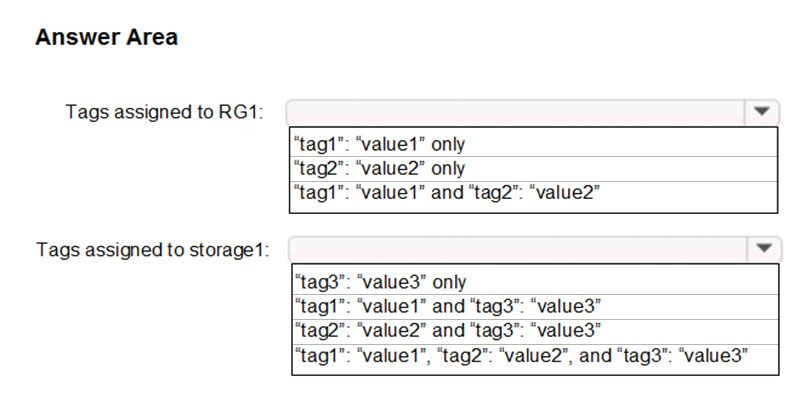 Answer Area
Tags assigned to RG1:
“tag1”: “value1” only
“tag2”: “value2” only
“tag1”: “value1” and “tag2”: “value2”
Tags assigned to storage1:
“tag3”: “value3” only
“tag1”: “value1” and “tag3”: “value3”
“tag2”: “value2” and “tag3”: “value3”
“tag1”: “value1”, “tag2”: “value2”, and “tag3”: “value3”